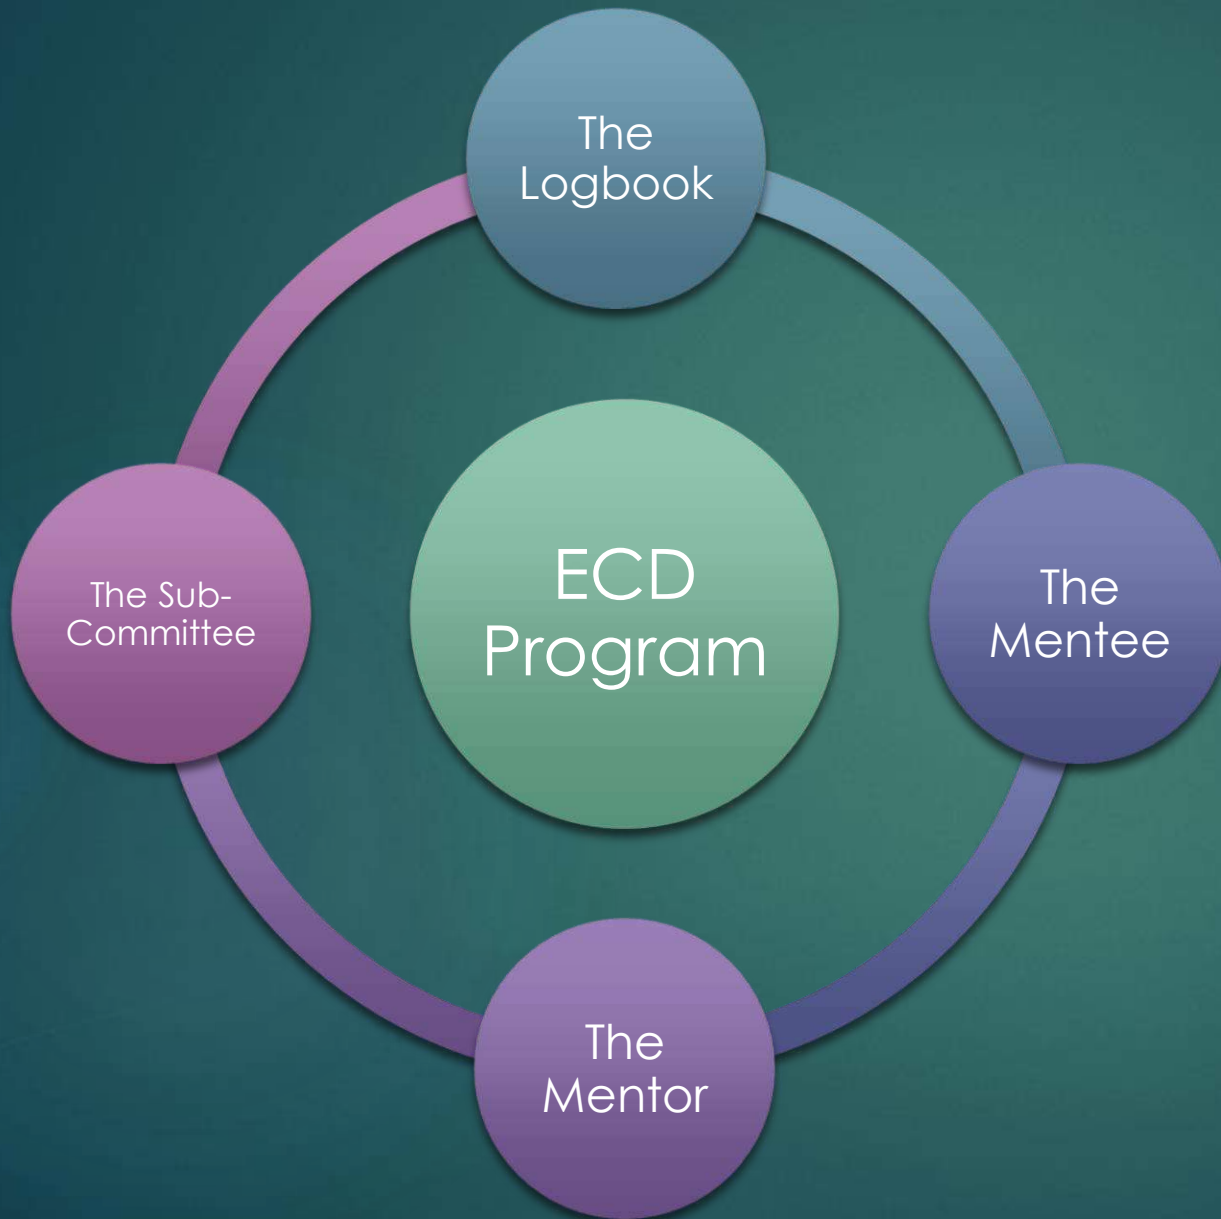 The
Logbook
ECD
Program
The
Mentee
The
Mentor
The Sub-
Committee